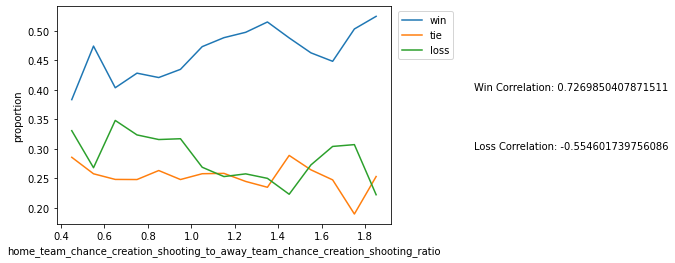 0.50
0.45
0.40
0.35
0.30
0.25
0.20
proportion
0.4 0.6 0.8 1.0 1.2 1.4 1.6 1.8
home_team_chance_creation_shooting_to_away_team_chance_creation_shooting_ratio
win
tie
loss
Win Correlation: 0.7269850407871511
Loss Correlation: -0.554601739756086